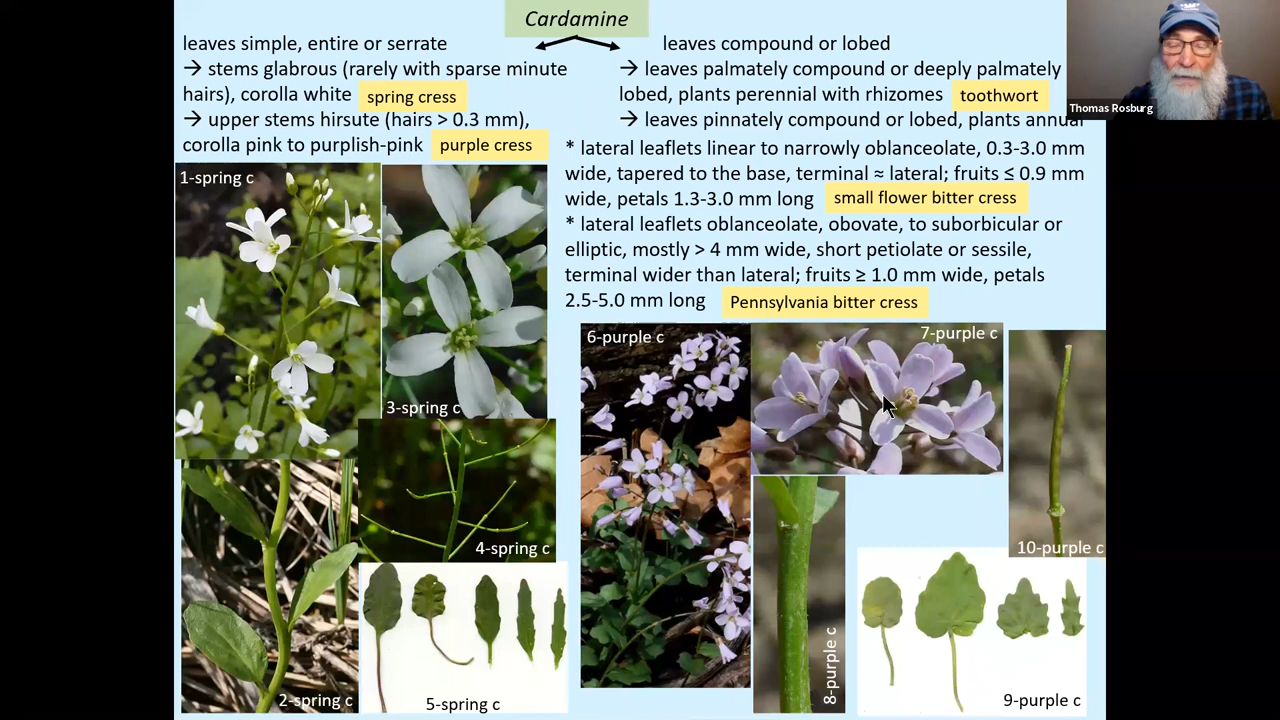 Cardamine
leaves simple, entire or serrate
→ stems glabrous (rarely with sparse minute
hairs), corolla white spring cress
→ upper stems hirsute (hairs > 0.3 mm),
corolla pink to purplish-pink purple cress
leaves compound or lobed
→ leaves palmately compound or deeply palmately
lobed, plants perennial with rhizomes toothwort
→ leaves pinnately compound or lobed, plants annual
* lateral leaflets linear to narrowly oblanceolate, 0.3-3.0 mm
wide, tapered to the base, terminal ≈ lateral; fruits ≤ 0.9 mm
wide, petals 1.3-3.0 mm long small flower bitter cress
* lateral leaflets oblanceolate, obovate, to suborbicular or
elliptic, mostly > 4 mm wide, short petiolate or sessile,
terminal wider than lateral; fruits ≥ 1.0 mm wide, petals
2.5-5.0 mm long Pennsylvania bitter cress
Thomas Rosburg
1-spring c
3-spring c
4-spring c
2-spring c
5-spring c
6-purple c
7-purple c
10-purple c
8-purple c
9-purple c